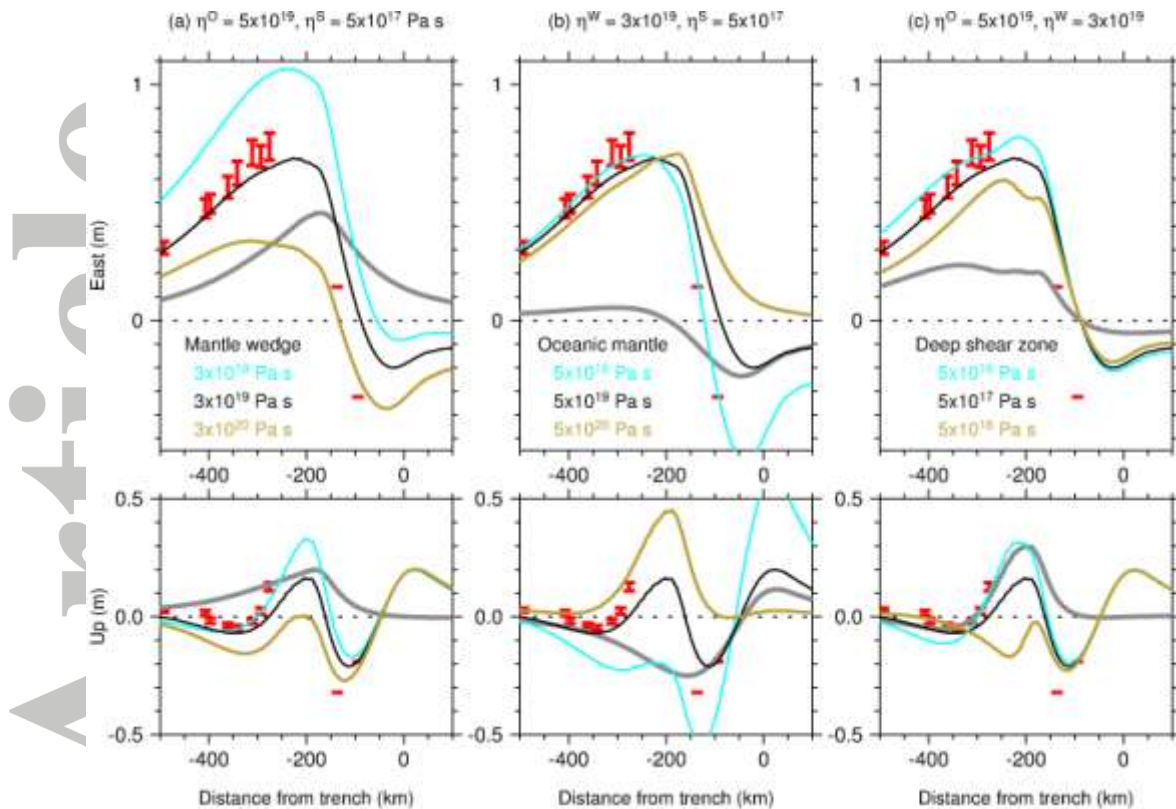 Article
(a) η^O = 5x10^19, η^S = 5x10^17 Pa s
(b) η^W = 3x10^19, η^S = 5x10^17
(c) η^O = 5x10^19, η^W = 3x10^19
East (m)
1
0
Mantle wedge
3x10^18 Pa s
3x10^19 Pa s
3x10^20 Pa s
-400 -200 0
1
0
Oceanic mantle
5x10^18 Pa s
5x10^19 Pa s
5x10^20 Pa s
-400 -200 0
1
0
Deep shear zone
5x10^16 Pa s
5x10^17 Pa s
5x10^18 Pa s
-400 -200 0
Up (m)
0.5
0.0
-0.5
-400 -200 0
Distance from trench (km)
0.5
0.0
-0.5
-400 -200 0
Distance from trench (km)
0.5
0.0
-0.5
-400 -200 0
Distance from trench (km)